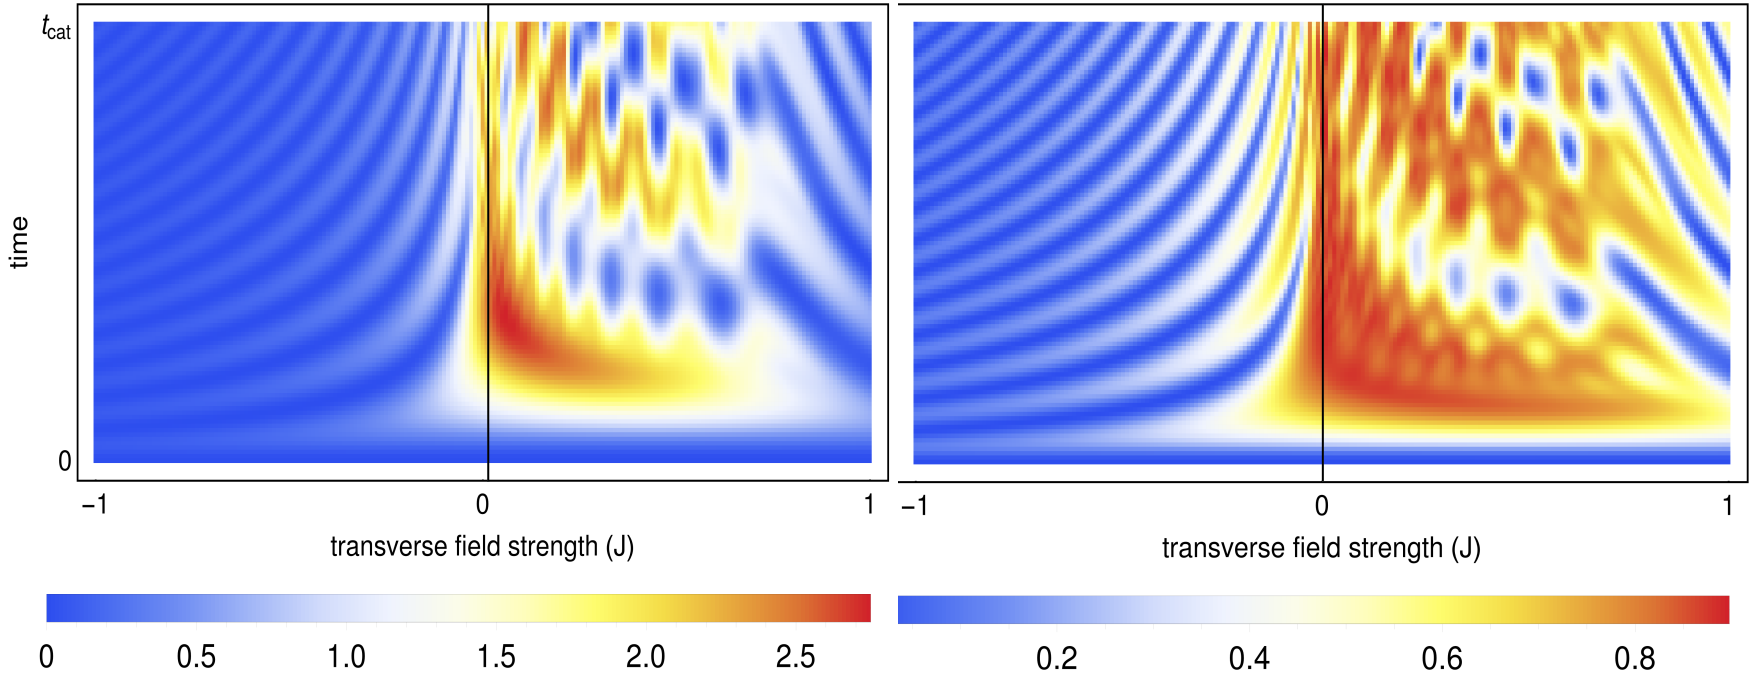 t_cat
time
0
−1 0 1
transverse field strength (J)
0 0.5 1.0 1.5 2.0 2.5
−1 0 1
transverse field strength (J)
0.2 0.4 0.6 0.8